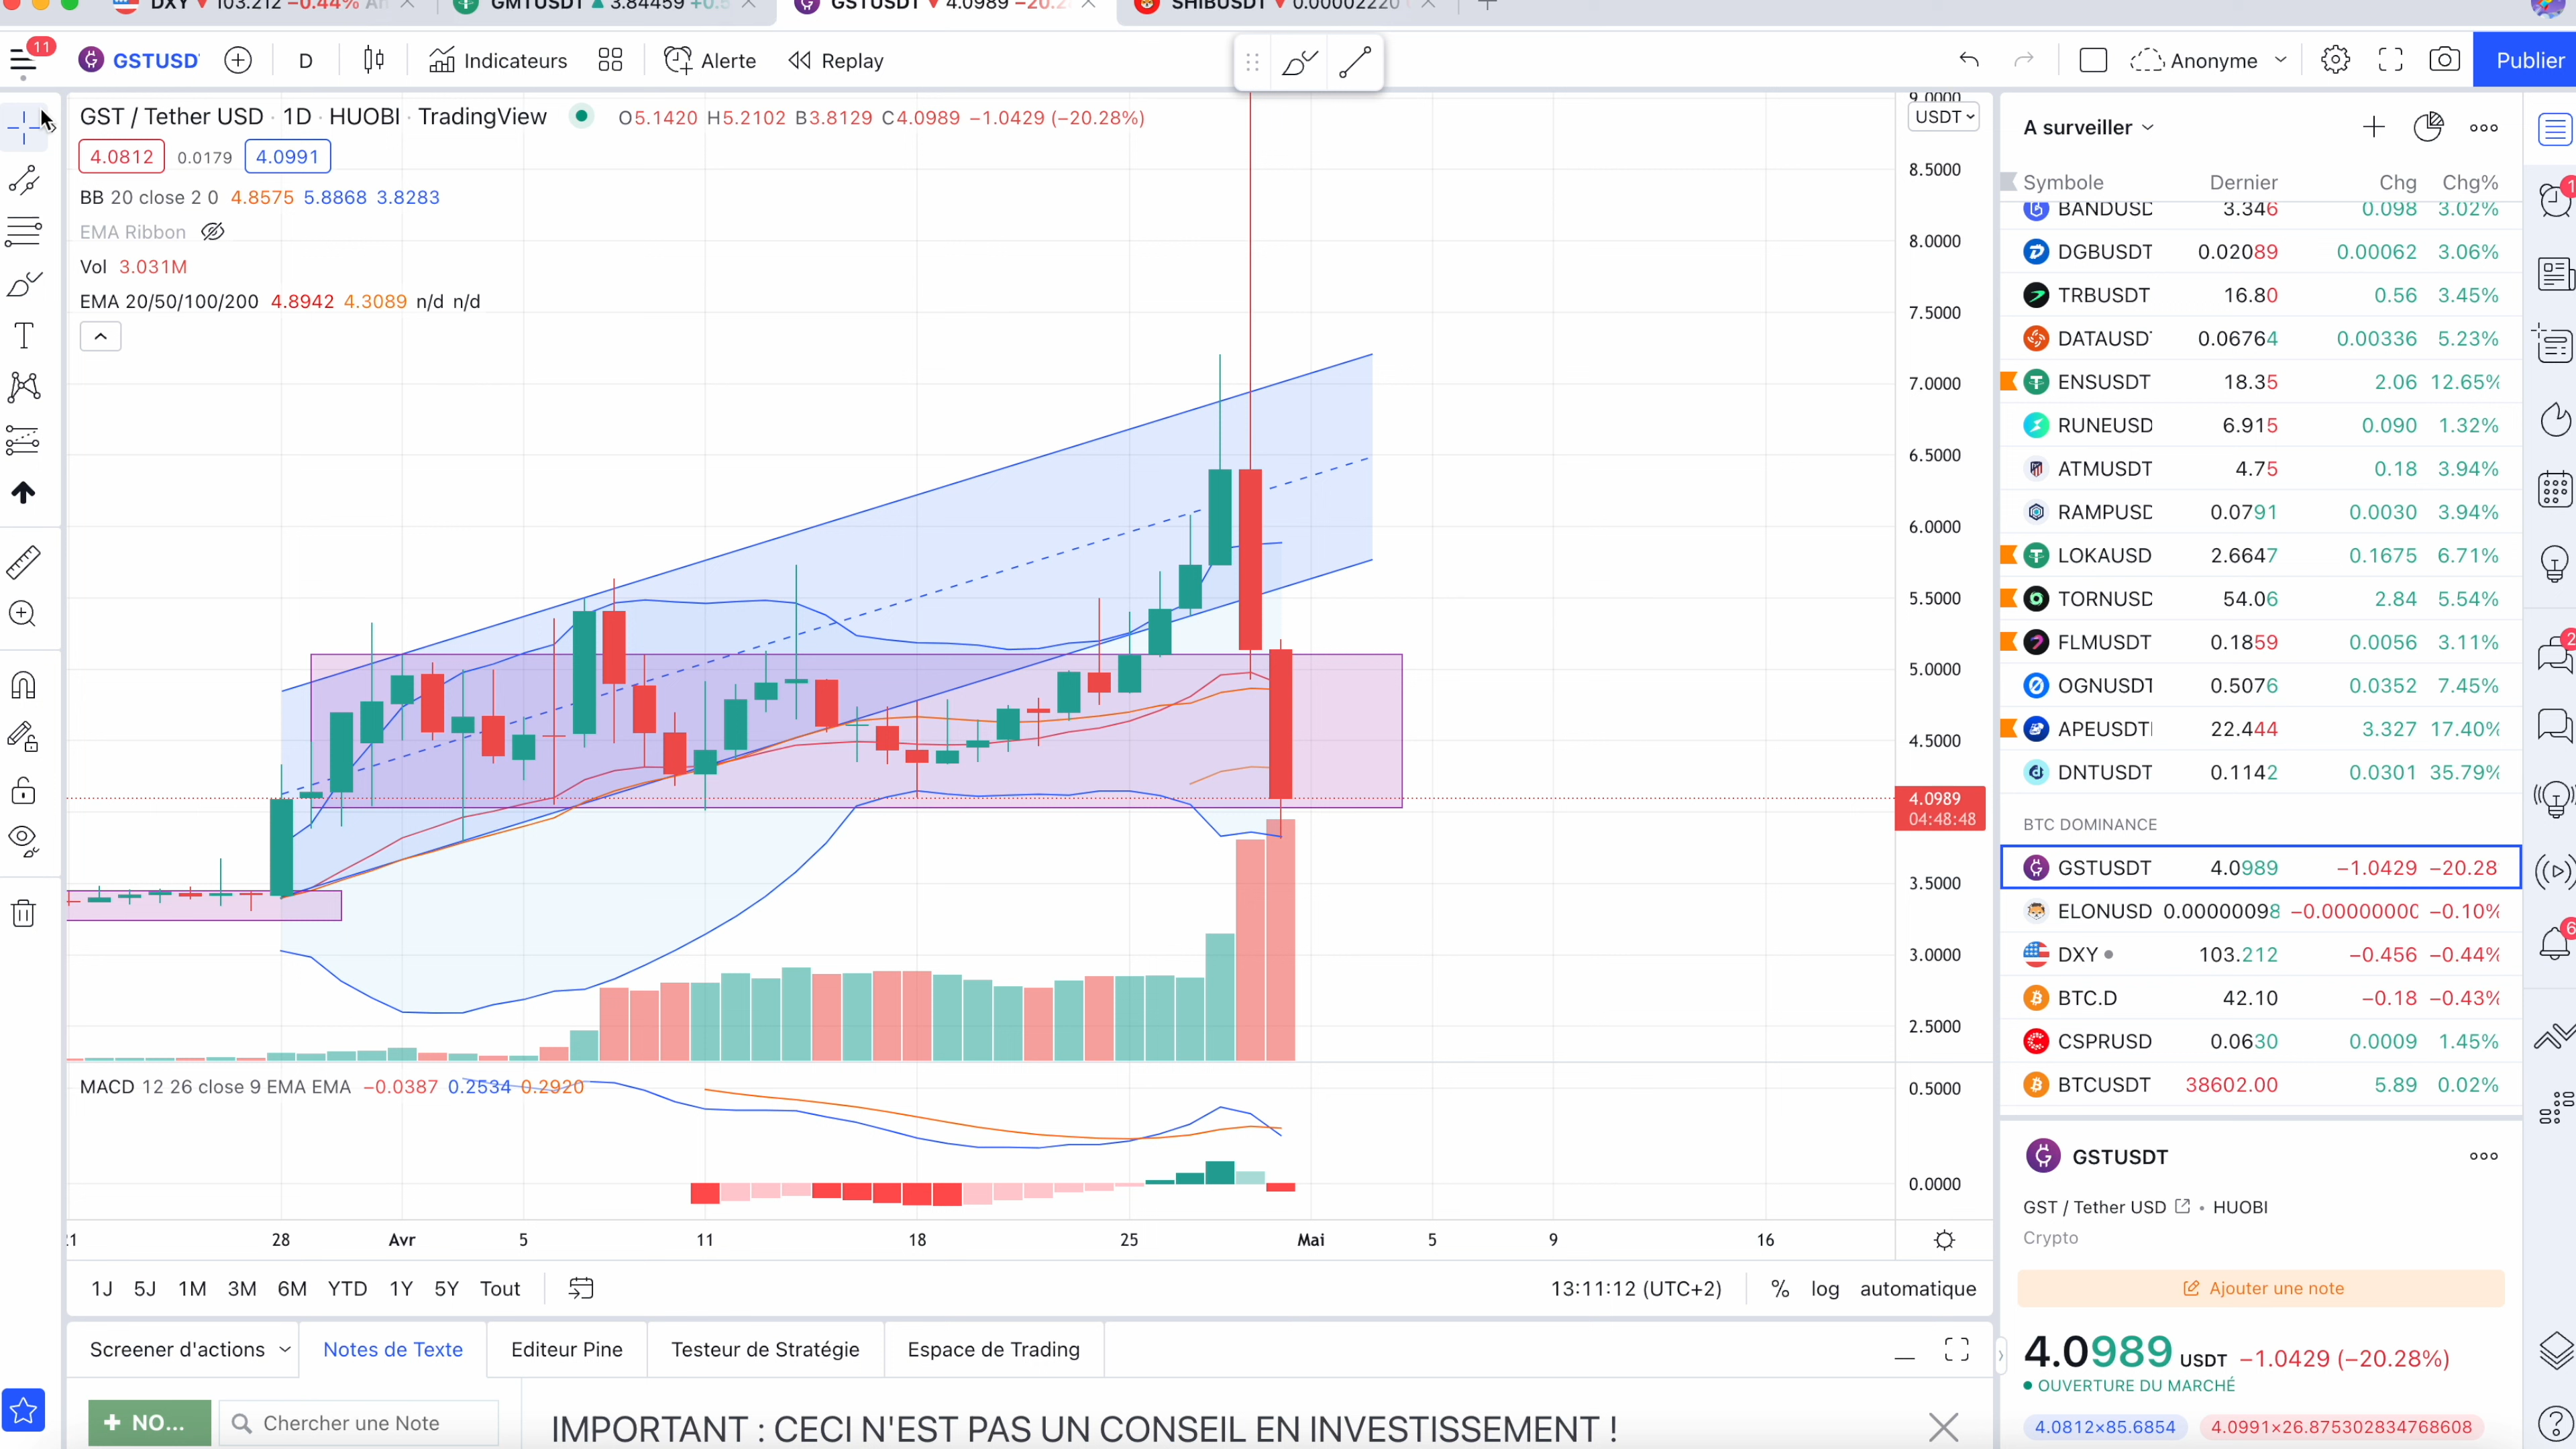 DXY 103.212 −0.44%
GMTUSDT 3.84459
GSTUSDT 4.0989
SHIBUSDT 0.00002220
11
GSTUSD
D
Indicateurs
Alerte
Replay
Anonyme
Publier
GST / Tether USD · 1D · HUOBI · TradingView O5.1420 H5.2102 B3.8129 C4.0989 −1.0429 (−20.28%)
4.0812 0.0179 4.0991
BB 20 close 2 0 4.8575 5.8868 3.8283
EMA Ribbon
Vol 3.031M
EMA 20/50/100/200 4.8942 4.3089 n/d n/d
9.0000
USDT
8.5000
8.0000
7.5000
7.0000
6.5000
6.0000
5.5000
5.0000
4.5000
4.0989
04:48:48
3.5000
3.0000
2.5000
MACD 12 26 close 9 EMA EMA −0.0387 0.2534 0.2920
0.5000
0.0000
28 Avr 5 11 18 25 Mai 5 9 16
1J 5J 1M 3M 6M YTD 1Y 5Y Tout
13:11:12 (UTC+2) % log automatique
Screener d'actions Notes de Texte Editeur Pine Testeur de Stratégie Espace de Trading
NO... Chercher une Note
IMPORTANT : CECI N'EST PAS UN CONSEIL EN INVESTISSEMENT !
A surveiller
Symbole Dernier Chg Chg%
BANDUSD 3.346 0.098 3.02%
DGBUSDT 0.02089 0.00062 3.06%
TRBUSDT 16.80 0.56 3.45%
DATAUSD 0.06764 0.00336 5.23%
ENSUSDT 18.35 2.06 12.65%
RUNEUSD 6.915 0.090 1.32%
ATMUSDT 4.75 0.18 3.94%
RAMPUSD 0.0791 0.0030 3.94%
LOKAUSD 2.6647 0.1675 6.71%
TORNUSD 54.06 2.84 5.54%
FLMUSDT 0.1859 0.0056 3.11%
OGNUSDT 0.5076 0.0352 7.45%
APEUSDT 22.444 3.327 17.40%
DNTUSDT 0.1142 0.0301 35.79%
BTC DOMINANCE
GSTUSDT 4.0989 −1.0429 −20.28
ELONUSD 0.00000098 −0.0000000 −0.10%
DXY 103.212 −0.456 −0.44%
BTC.D 42.10 −0.18 −0.43%
CSPRUSD 0.0630 0.0009 1.45%
BTCUSDT 38602.00 5.89 0.02%
GSTUSDT
GST / Tether USD • HUOBI
Crypto
Ajouter une note
4.0989 USDT −1.0429 (−20.28%)
OUVERTURE DU MARCHÉ
4.0812×85.6854 4.0991×26.875302834768608